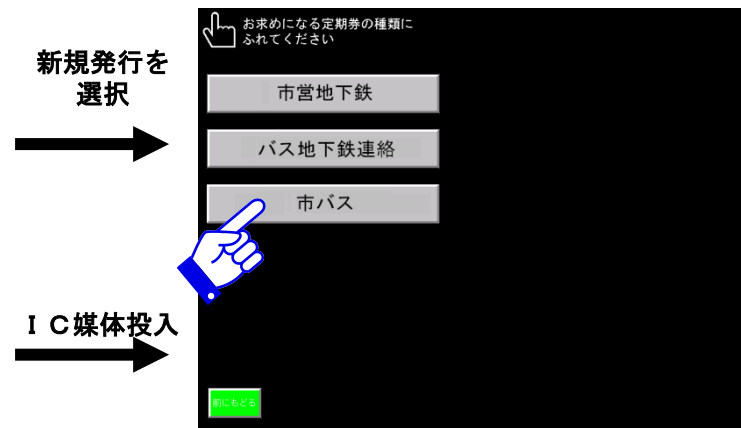 お求めになる定期券の種類に
ふれてください
新規発行を
選択
市営地下鉄
バス地下鉄連絡
市バス
ＩＣ媒体投入
前にもどる